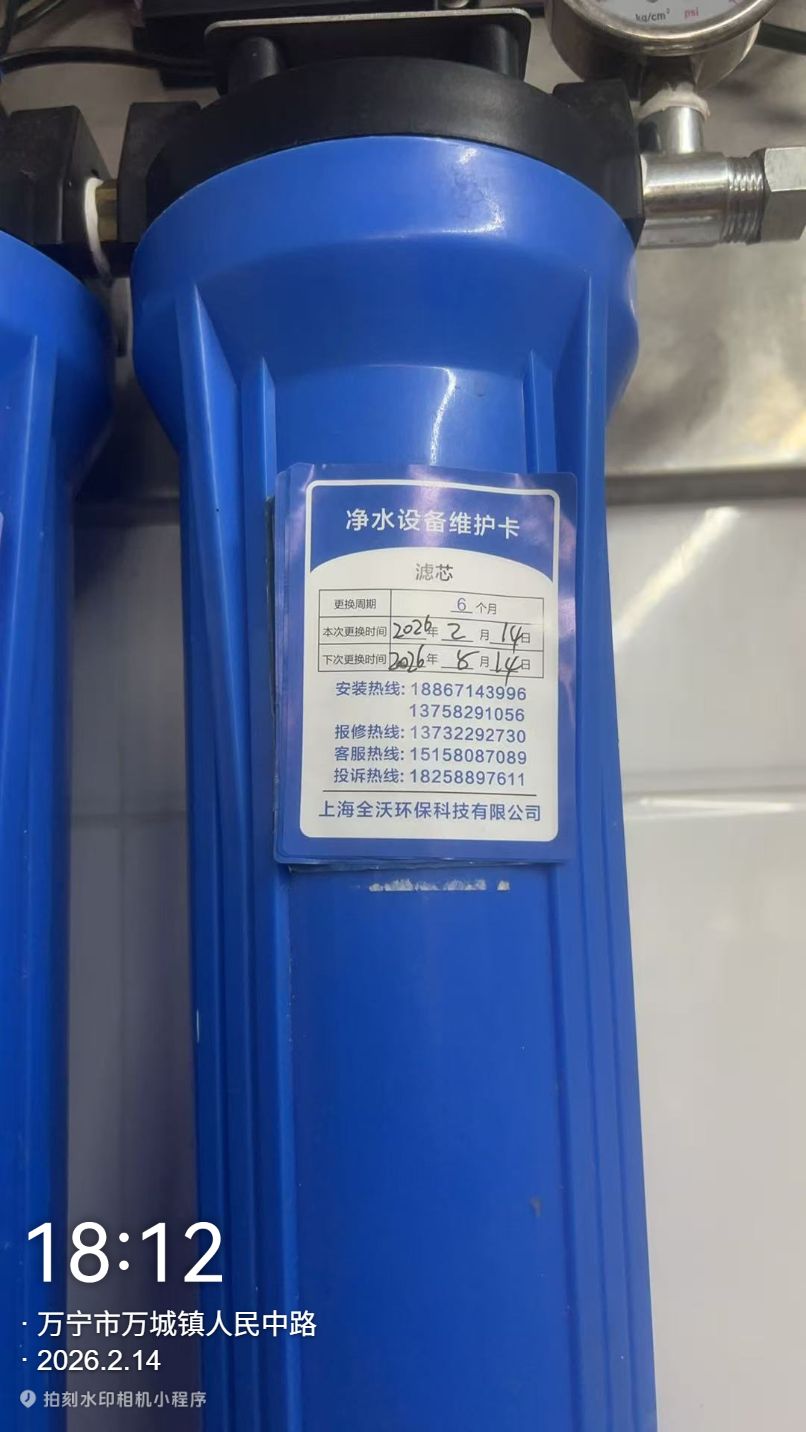 kg/cm² psi
净水设备维护卡
滤芯
更换周期 6 个月
本次更换时间 2026年 2 月 14日
下次更换时间 2026年 8 月 14日
安装热线: 18867143996
13758291056
报修热线: 13732292730
客服热线: 15158087089
投诉热线: 18258897611
上海全沃环保科技有限公司
18:12
· 万宁市万城镇人民中路
· 2026.2.14
拍刻水印相机小程序